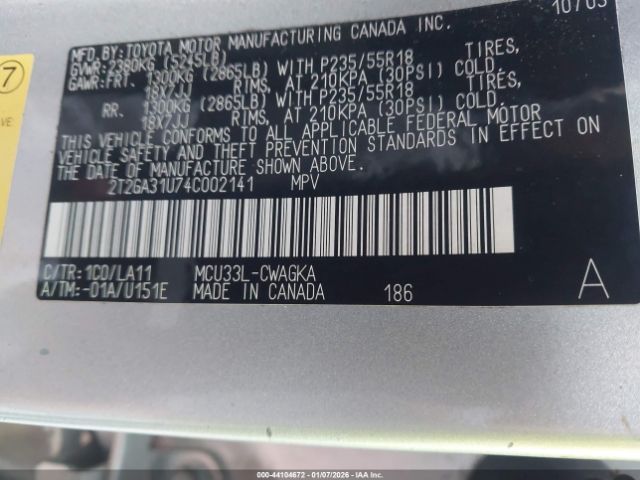 10/03
MFD. BY: TOYOTA MOTOR MANUFACTURING CANADA INC.
GVWR: 2380KG (5245LB)
GAWR: FRT. 1300KG (2865LB) WITH P235/55R18 TIRES,
18X7JJ RIMS, AT 210KPA (30PSI) COLD.
RR. 1300KG (2865LB) WITH P235/55R18 TIRES,
18X7JJ RIMS, AT 210KPA (30PSI) COLD.
THIS VEHICLE CONFORMS TO ALL APPLICABLE FEDERAL MOTOR
VEHICLE SAFETY AND THEFT PREVENTION STANDARDS IN EFFECT ON
THE DATE OF MANUFACTURE SHOWN ABOVE.
2T2GA31U74C002141 MPV
C/TR: 1C0/LA11 MCU33L-CWAGKA
A/TM: -01A/U151E MADE IN CANADA 186 A
7
VE
000-44104672 - 01/07/2026 - IAA Inc.